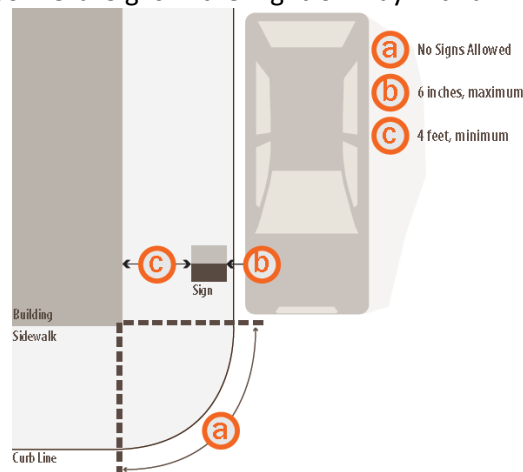 a No Signs Allowed
b 6 inches, maximum
c 4 feet, minimum
c
b
Sign
Building
Sidewalk
a
Curb Line